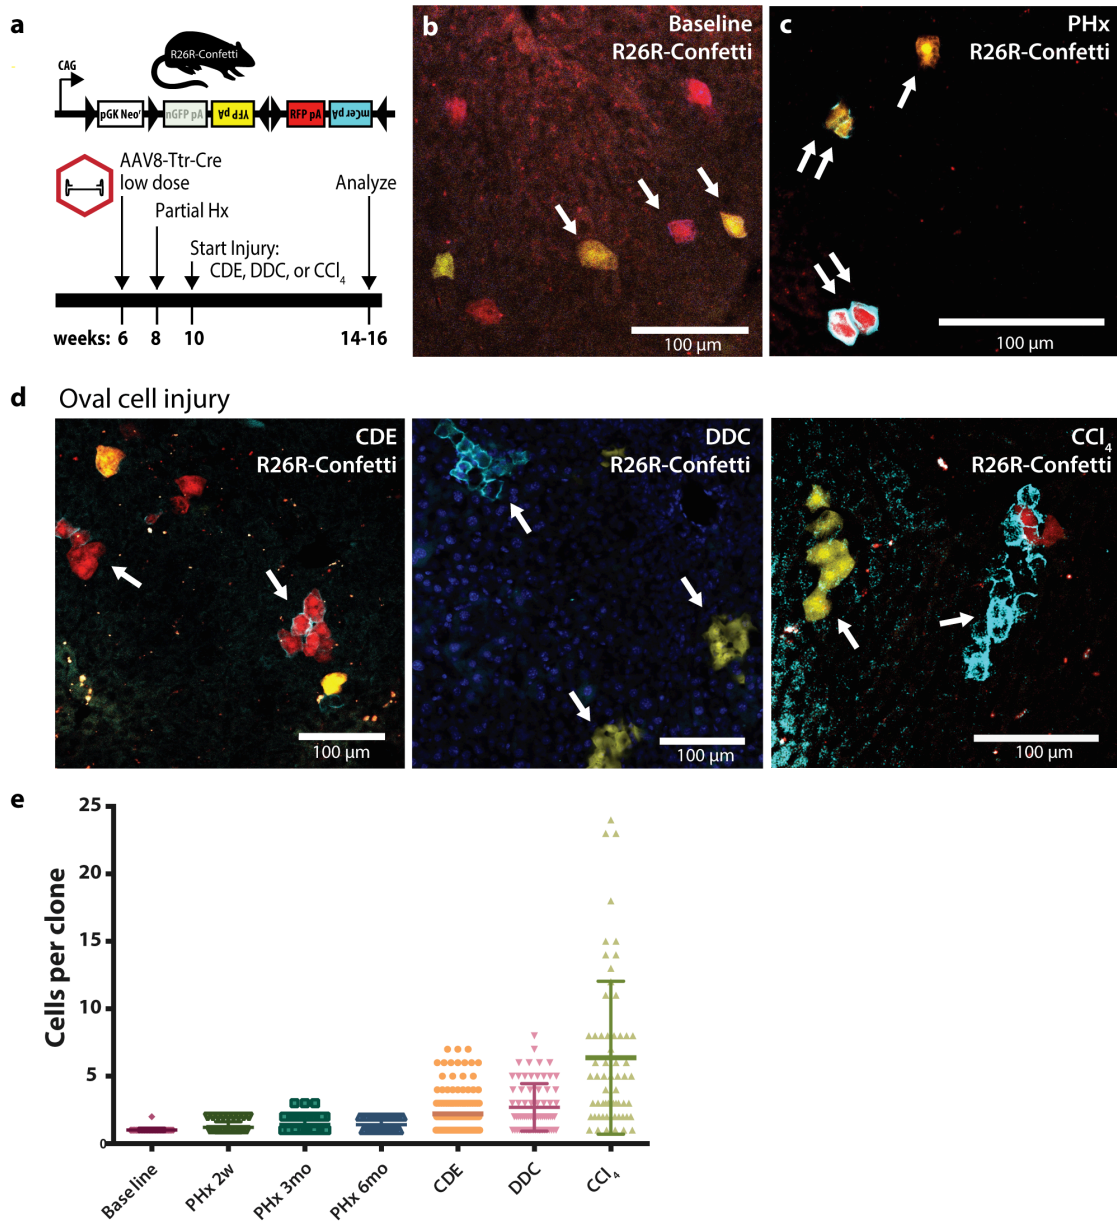 a
R26R-Confetti
CAG
pGK Neoʳ
nGFP pA
YFP pA
RFP pA
mCer pA
AAV8-Ttr-Cre
low dose
Analyze
Partial Hx
Start Injury:
CDE, DDC, or CCl₄
weeks: 6 8 10 14-16
b
Baseline
R26R-Confetti
100 µm
c
PHx
R26R-Confetti
100 µm
d Oval cell injury
CDE
R26R-Confetti
100 µm
DDC
R26R-Confetti
100 µm
CCl₄
R26R-Confetti
100 µm
e
Cells per clone
25
20
15
10
5
0
Baseline
PHx 2w
PHx 3mo
PHx 6mo
CDE
DDC
CCl₄